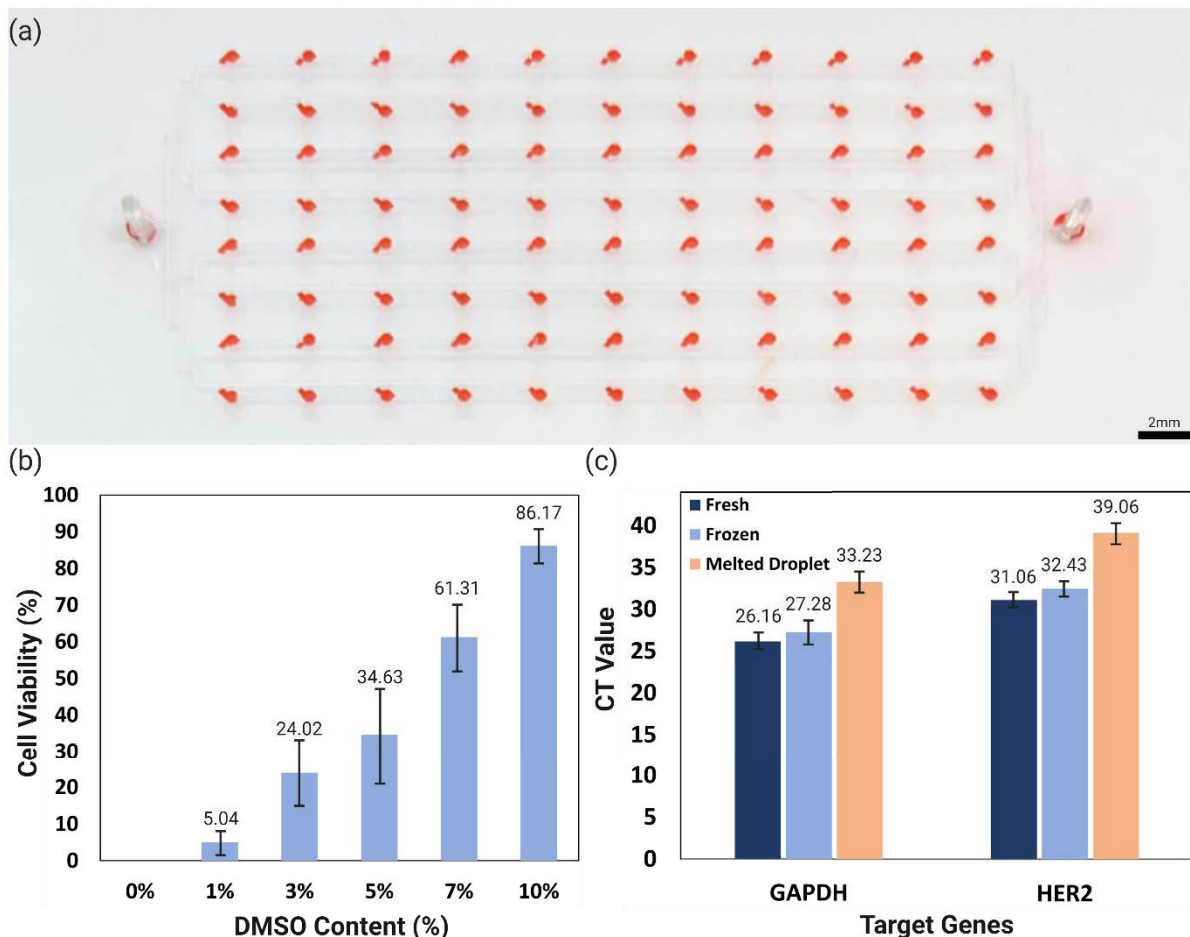 (a)
2mm
(b)
Cell Viability (%)
100
90
80
70
60
50
40
30
20
10
0
5.04
24.02
34.63
61.31
86.17
0% 1% 3% 5% 7% 10%
DMSO Content (%)
(c)
CT Value
40
35
30
25
20
15
10
5
0
Fresh
Frozen
Melted Droplet
26.16 27.28 33.23
31.06 32.43 39.06
GAPDH HER2
Target Genes